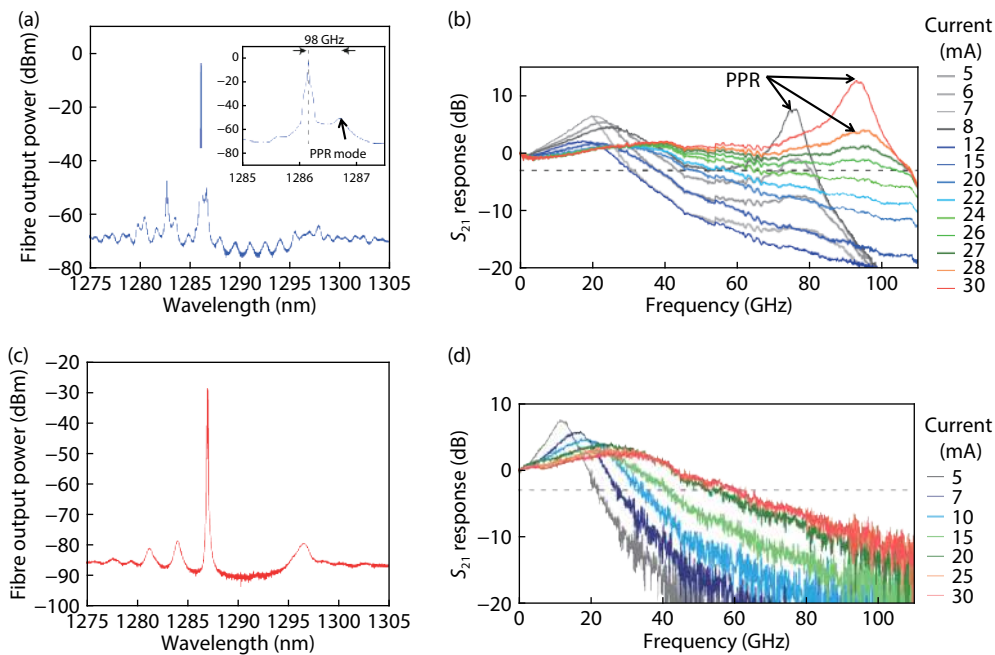 (a)
Fibre output power (dBm)
0
−20
−40
−60
−80
1275 1280 1285 1290 1295 1300 1305
Wavelength (nm)
98 GHz
0
−20
−40
−60
−80
PPR mode
1285 1286 1287
(b)
S21 response (dB)
10
0
−10
−20
PPR
0 20 40 60 80 100
Frequency (GHz)
Current
(mA)
5
6
7
8
12
15
20
22
24
26
27
28
30
(c)
Fibre output power (dBm)
−20
−30
−40
−50
−60
−70
−80
−90
−100
1275 1280 1285 1290 1295 1300 1305
Wavelength (nm)
(d)
S21 response (dB)
10
0
−10
−20
0 20 40 60 80 100
Frequency (GHz)
Current
(mA)
5
7
10
15
20
25
30